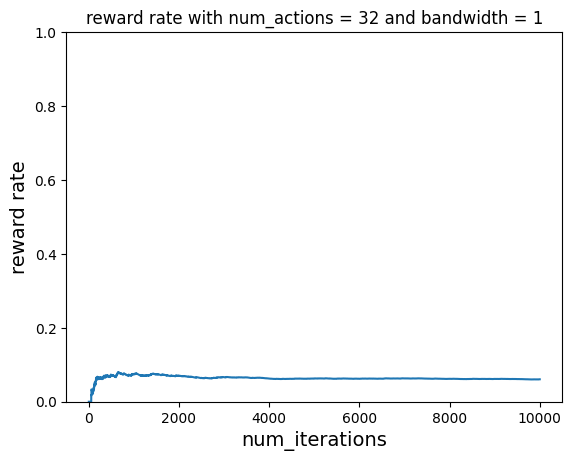 reward rate with num_actions = 32 and bandwidth = 1
1.0
0.8
0.6
0.4
0.2
0.0
reward rate
0 2000 4000 6000 8000 10000
num_iterations